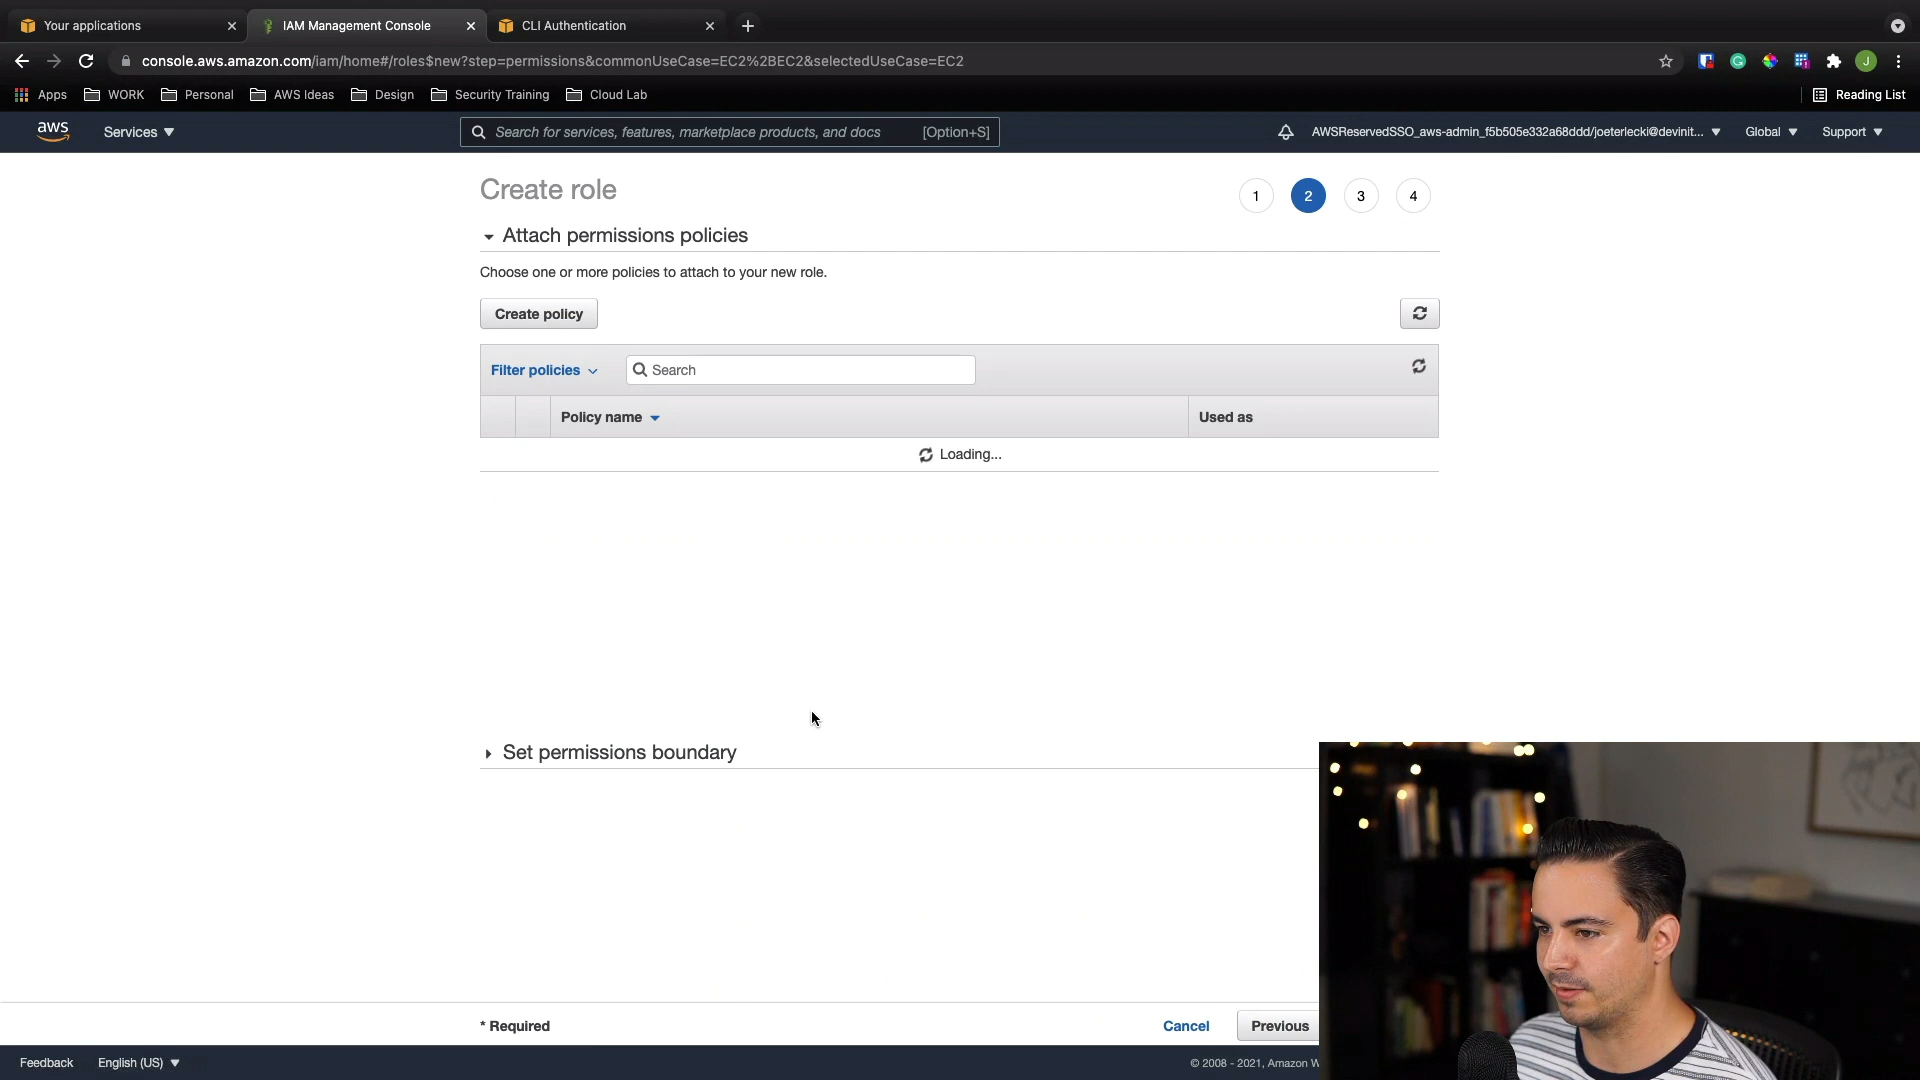 Your applications
IAM Management Console
CLI Authentication
console.aws.amazon.com/iam/home#/roles$new?step=permissions&commonUseCase=EC2%2BEC2&selectedUseCase=EC2
J
Apps
WORK
Personal
AWS Ideas
Design
Security Training
Cloud Lab
Reading List
aws
Services
Search for services, features, marketplace products, and docs
[Option+S]
AWSReservedSSO_aws-admin_f5b505e332a68ddd/joeterlecki@devinit...
Global
Support
Create role
1
2
3
4
Attach permissions policies
Choose one or more policies to attach to your new role.
Create policy
Filter policies
Search
Policy name
Used as
Loading...
Set permissions boundary
* Required
Cancel
Previous
Feedback
English (US)
© 2008 - 2021, Amazon W